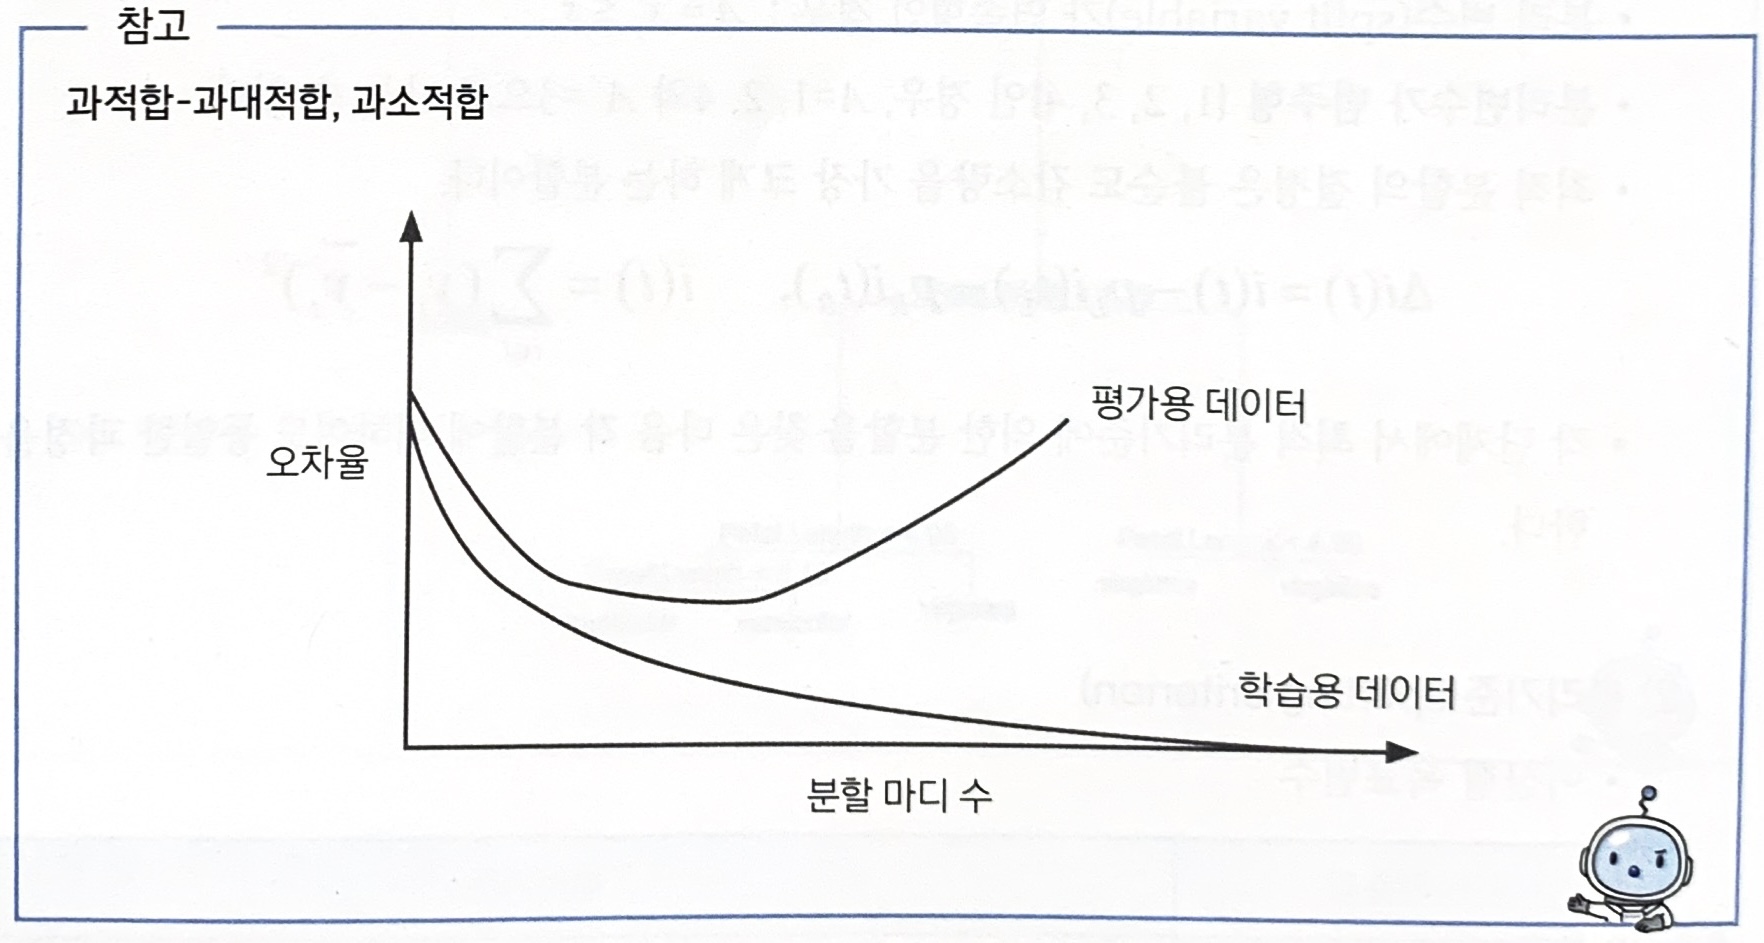 참고
과적합-과대적합, 과소적합
평가용 데이터
오차율
학습용 데이터
분할 마디 수